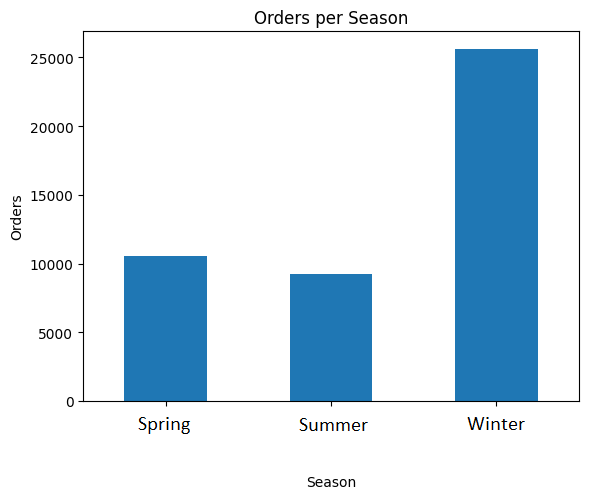 Orders per Season
Orders
25000
20000
15000
10000
5000
0
Spring Summer Winter
Season